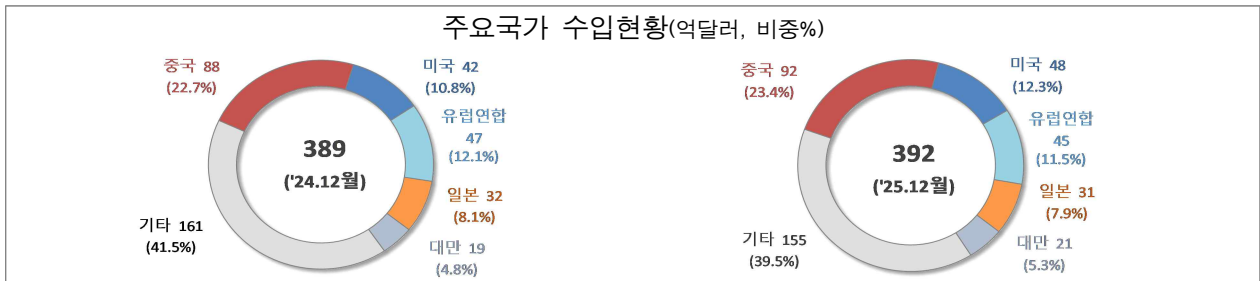 주요국가 수입현황(억달러, 비중%)
중국 88
(22.7%)
미국 42
(10.8%)
유럽연합
47
(12.1%)
일본 32
(8.1%)
대만 19
(4.8%)
기타 161
(41.5%)
389
('24.12월)
중국 92
(23.4%)
미국 48
(12.3%)
유럽연합
45
(11.5%)
일본 31
(7.9%)
대만 21
(5.3%)
기타 155
(39.5%)
392
('25.12월)